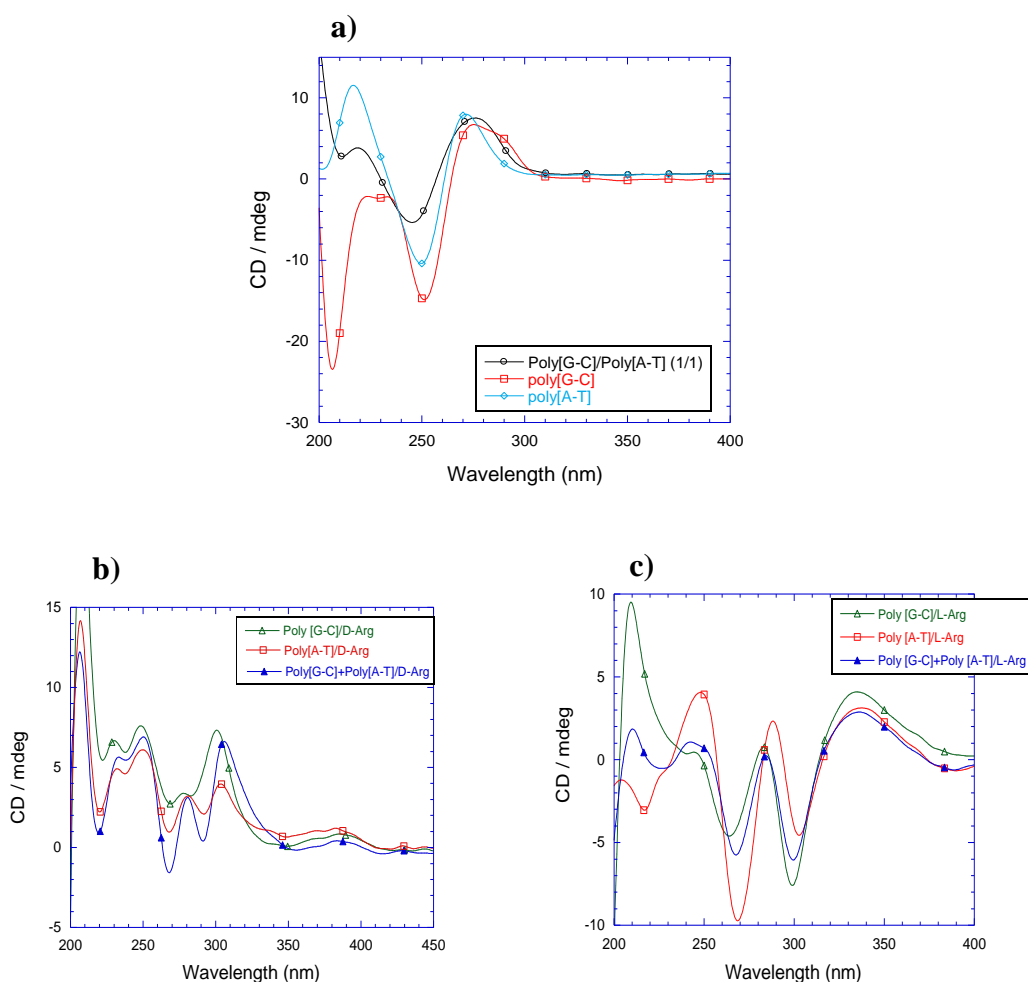 a)
10
0
-10
-20
-30
CD / mdeg
200 250 300 350 400
Wavelength (nm)
Poly[G-C]/Poly[A-T] (1/1)
poly[G-C]
poly[A-T]
b)
15
10
5
0
-5
CD / mdeg
200 250 300 350 400 450
Wavelength (nm)
Poly [G-C]/D-Arg
Poly[A-T]/D-Arg
Poly[G-C]+Poly[A-T]/D-Arg
c)
10
5
0
-5
-10
CD / mdeg
200 250 300 350 400
Wavelength (nm)
Poly [G-C]/L-Arg
Poly [A-T]/L-Arg
Poly [G-C]+Poly [A-T]/L-Arg